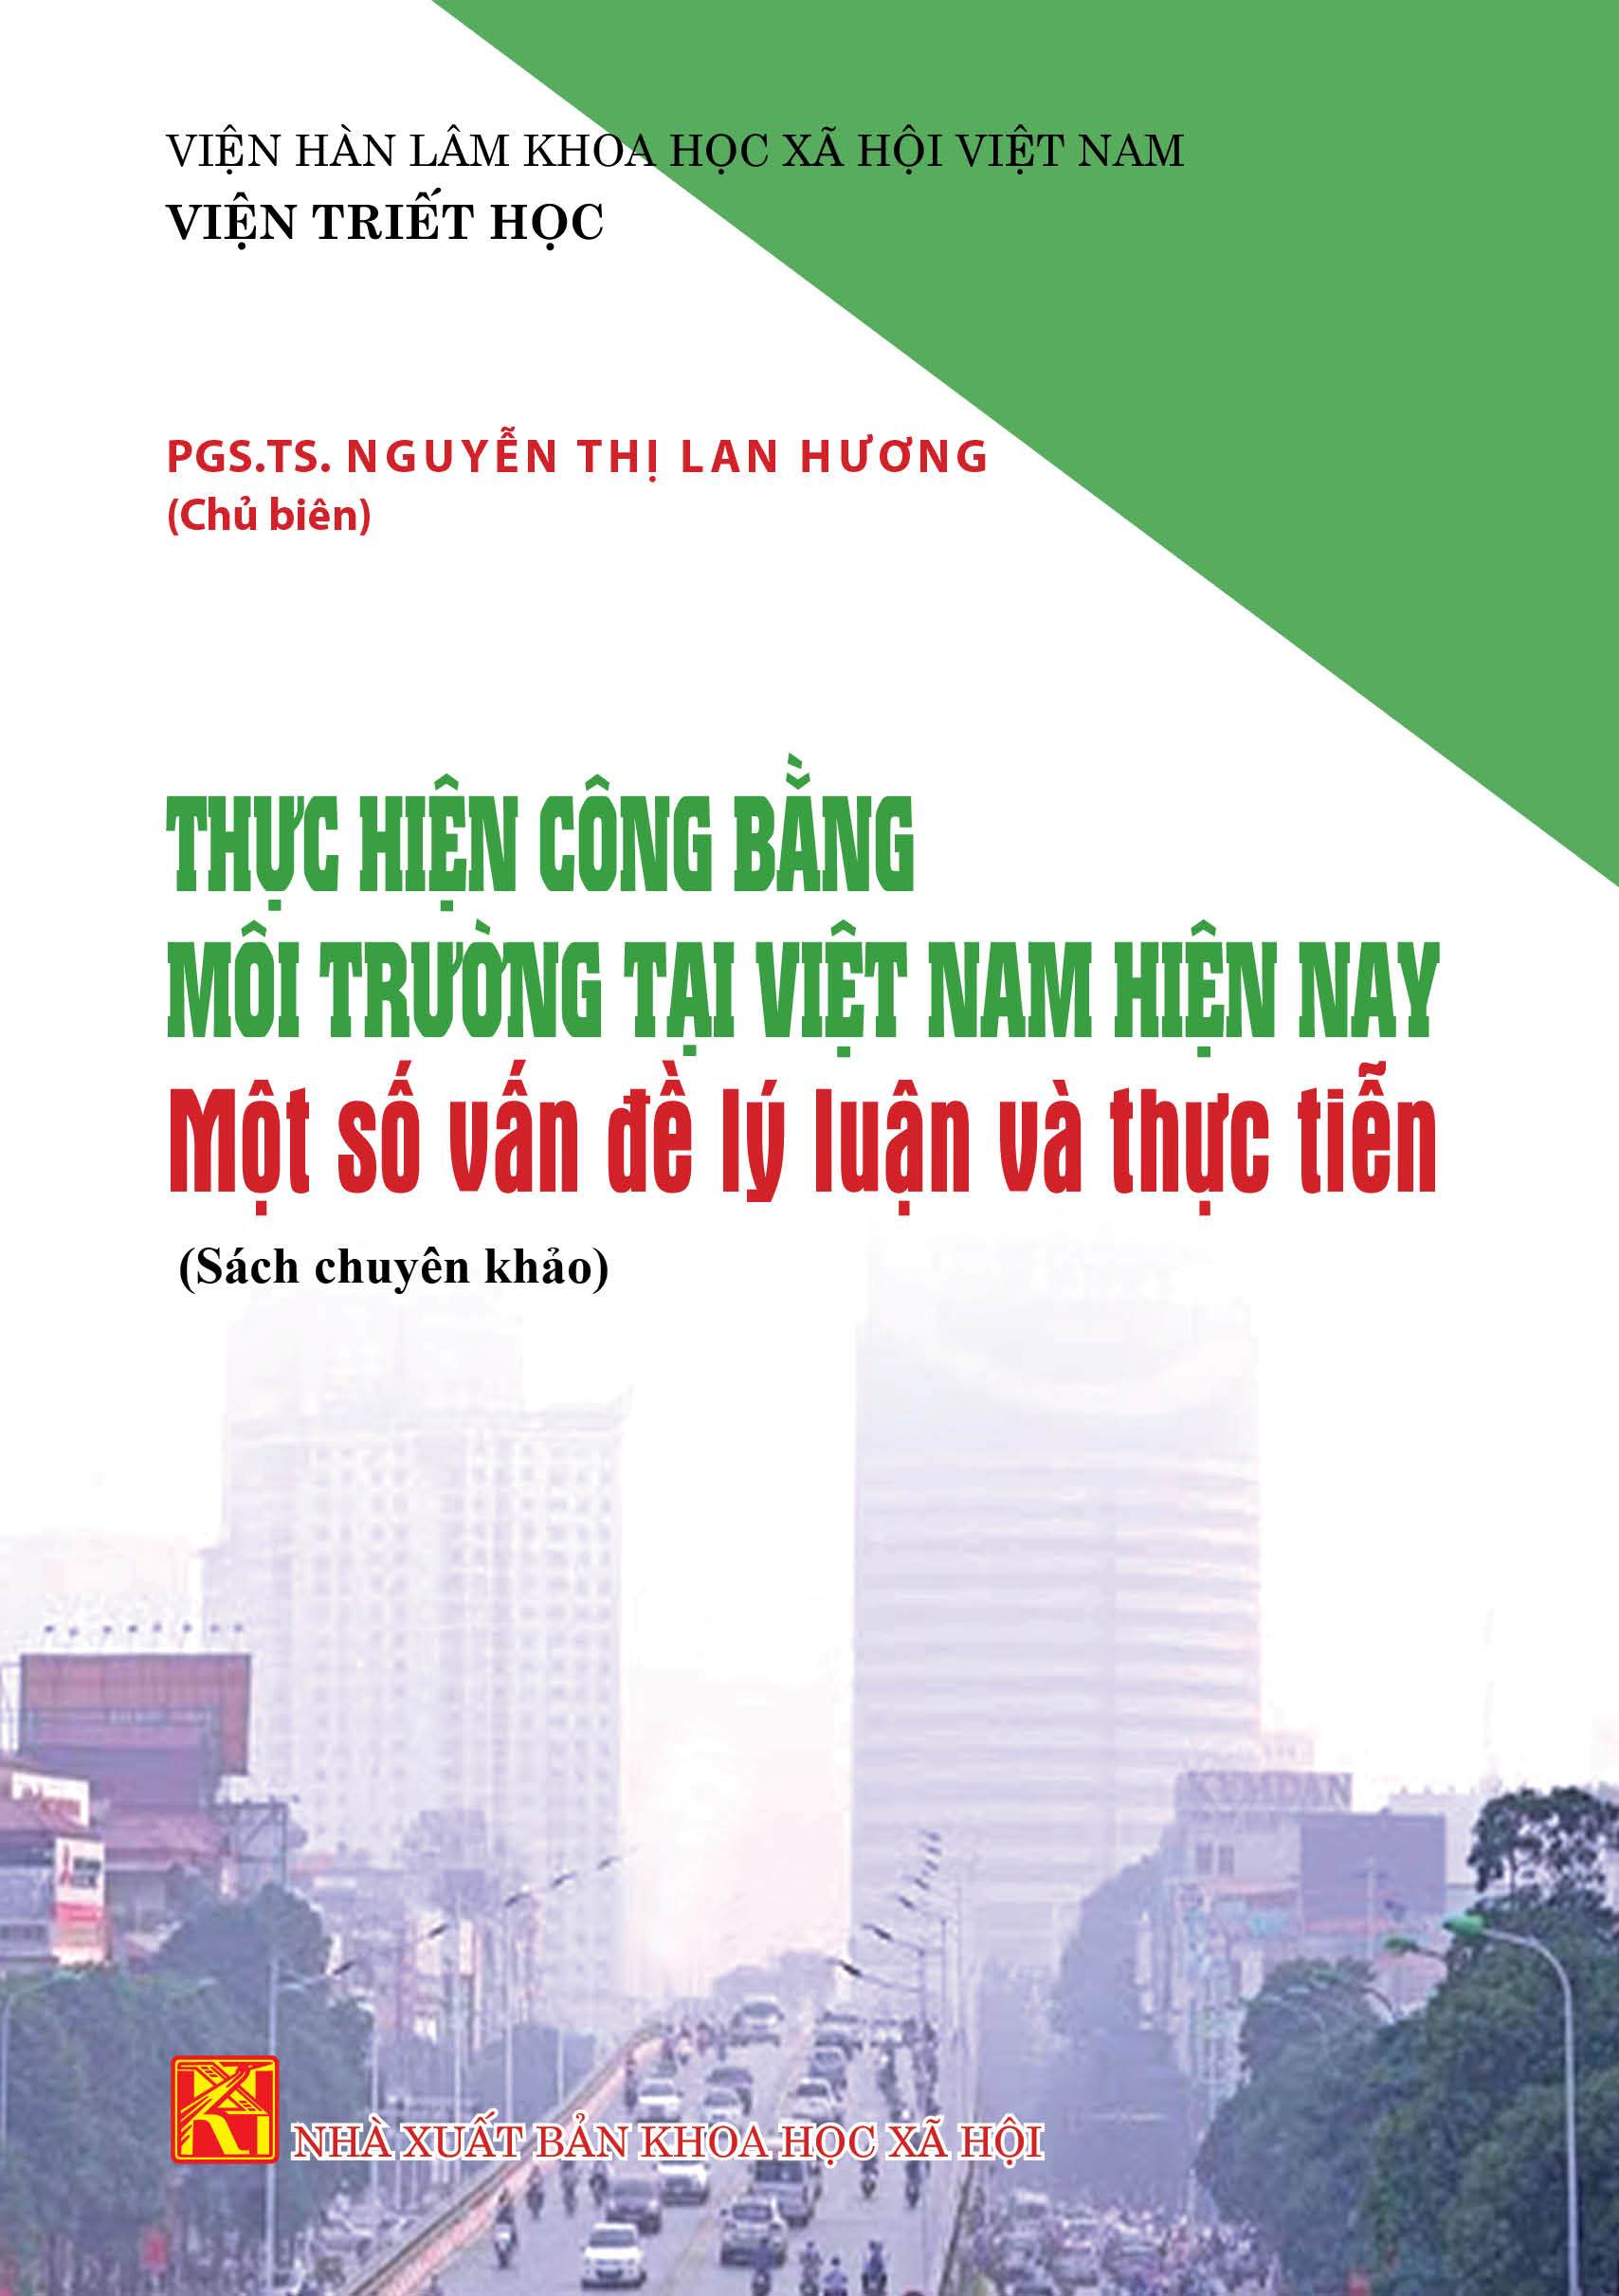 VIỆN HÀN LÂM KHOA HỌC XÃ HỘI VIỆT NAM
VIỆN TRIẾT HỌC
PGS.TS. NGUYỄN THỊ LAN HƯƠNG
(Chủ biên)
THỰC HIỆN CÔNG BẰNG
MÔI TRƯỜNG TẠI VIỆT NAM HIỆN NAY
Một số vấn đề lý luận và thực tiễn
(Sách chuyên khảo)
KYMDAN
NHÀ XUẤT BẢN KHOA HỌC XÃ HỘI